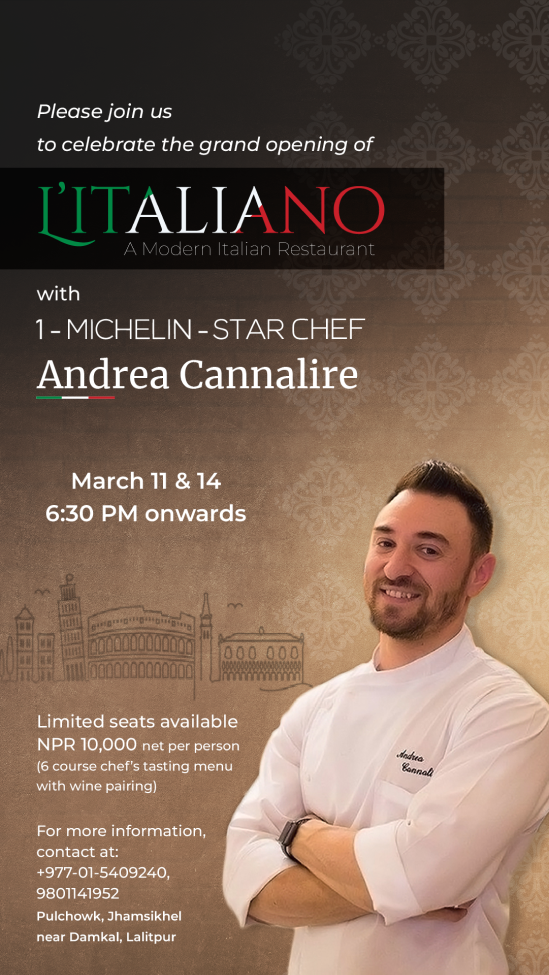 Please join us
to celebrate the grand opening of
L'ITALIANO
A Modern Italian Restaurant
with
1 - MICHELIN - STAR CHEF
Andrea Cannalire
March 11 & 14
6:30 PM onwards
Limited seats available
NPR 10,000 net per person
(6 course chef's tasting menu
with wine pairing)
For more information,
contact at:
+977-01-5409240,
9801141952
Pulchowk, Jhamsikhel
near Damkal, Lalitpur
Andrea
Cannali